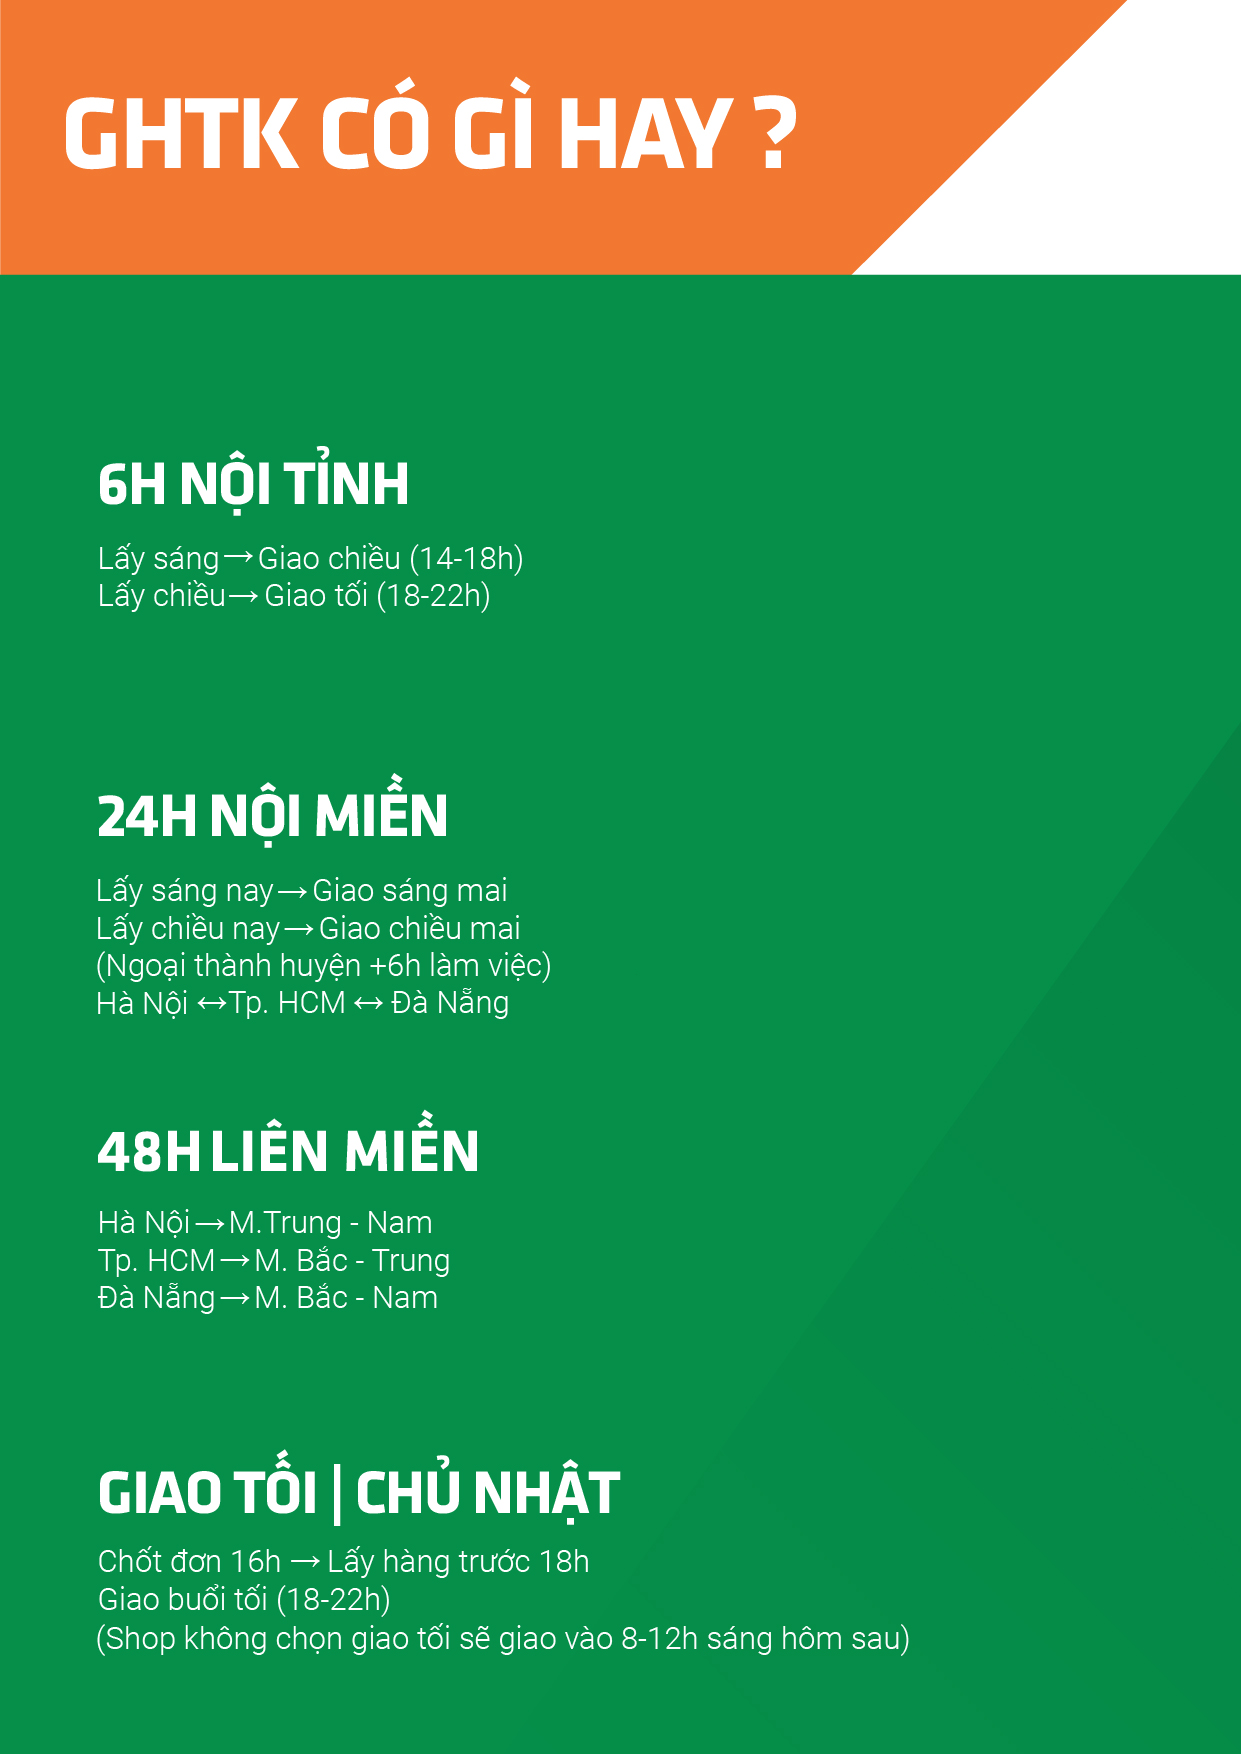 GHTK CÓ GÌ HAY ?
6H NỘI TỈNH
Lấy sáng → Giao chiều (14-18h)
Lấy chiều → Giao tối (18-22h)
24H NỘI MIỀN
Lấy sáng nay → Giao sáng mai
Lấy chiều nay → Giao chiều mai
(Ngoại thành huyện +6h làm việc)
Hà Nội ↔ Tp. HCM ↔ Đà Nẵng
48H LIÊN MIỀN
Hà Nội → M.Trung - Nam
Tp. HCM → M. Bắc - Trung
Đà Nẵng → M. Bắc - Nam
GIAO TỐI | CHỦ NHẬT
Chốt đơn 16h → Lấy hàng trước 18h
Giao buổi tối (18-22h)
(Shop không chọn giao tối sẽ giao vào 8-12h sáng hôm sau)